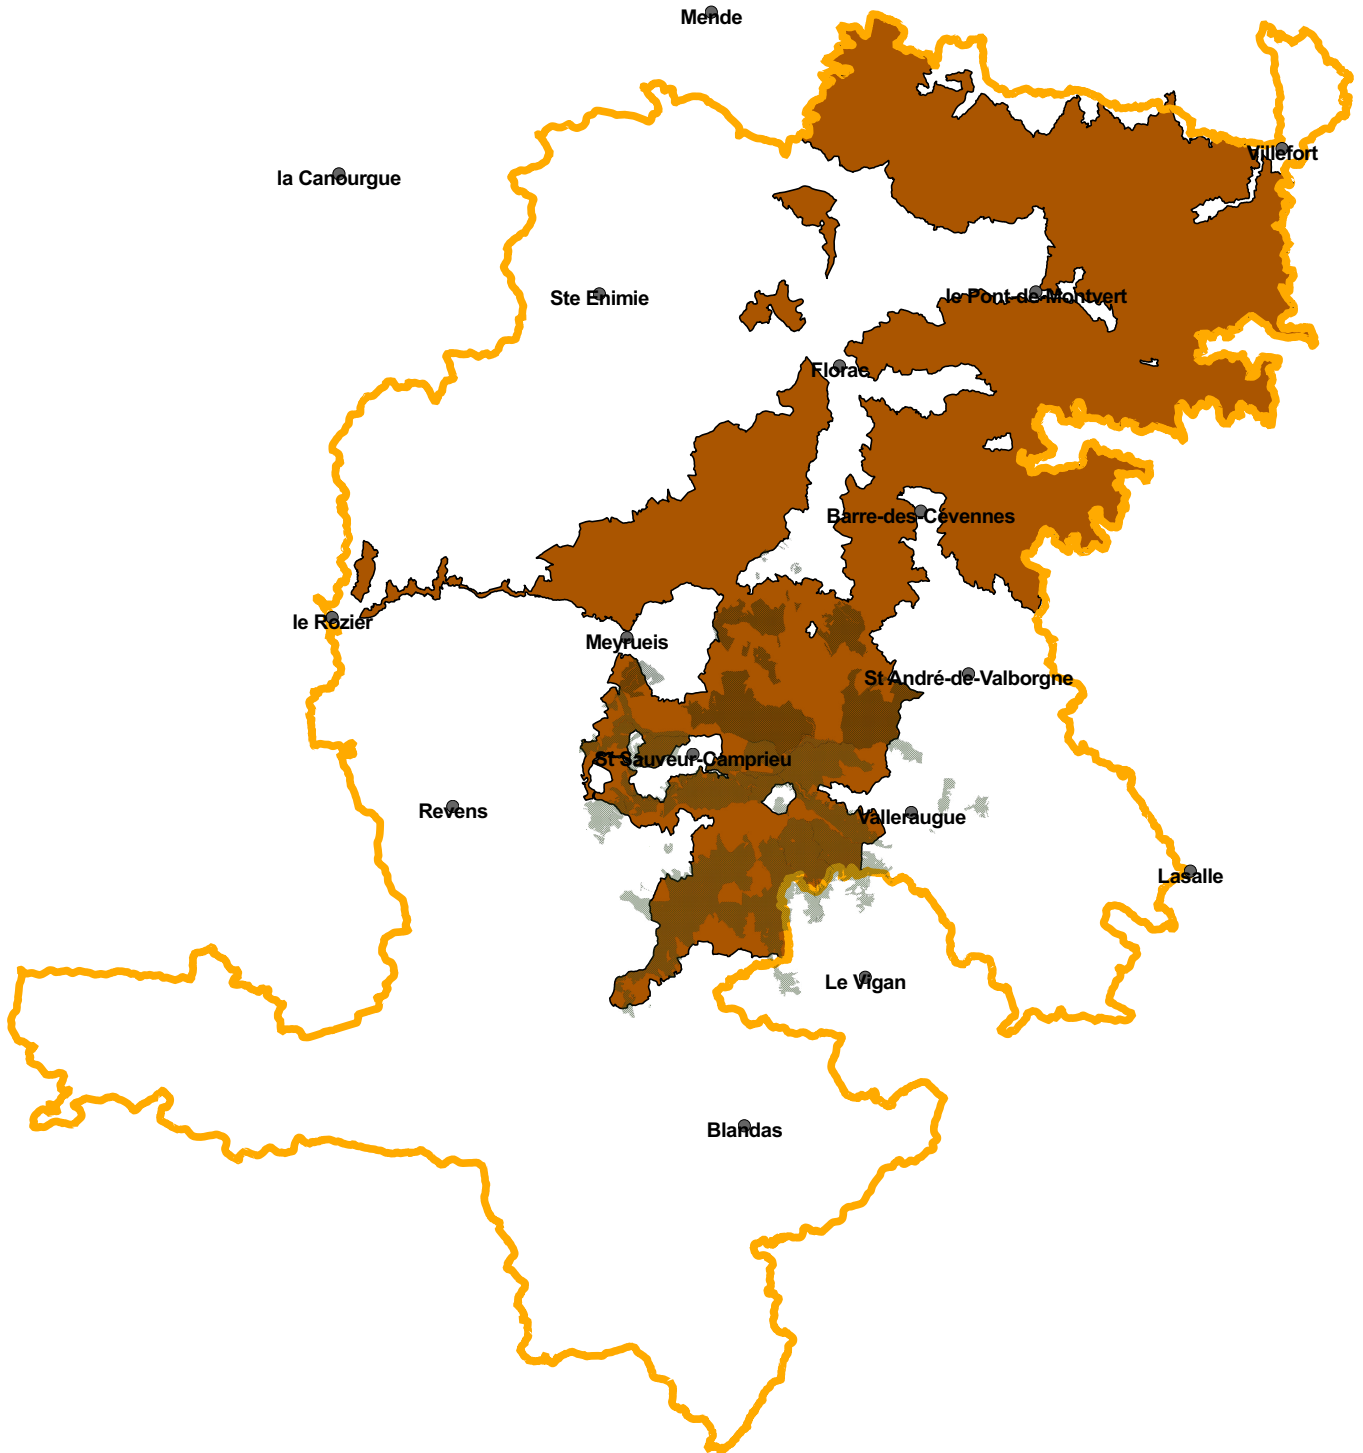 Mende
Villefort
la Canourgue
Ste Enimie
le Pont-de-Montvert
Florac
Barre-des-Cévennes
le Rozier
Meyrueis
St André-de-Valborgne
St Sauveur-Camprieu
Revens
Valleraugue
Lasalle
Le Vigan
Blandas